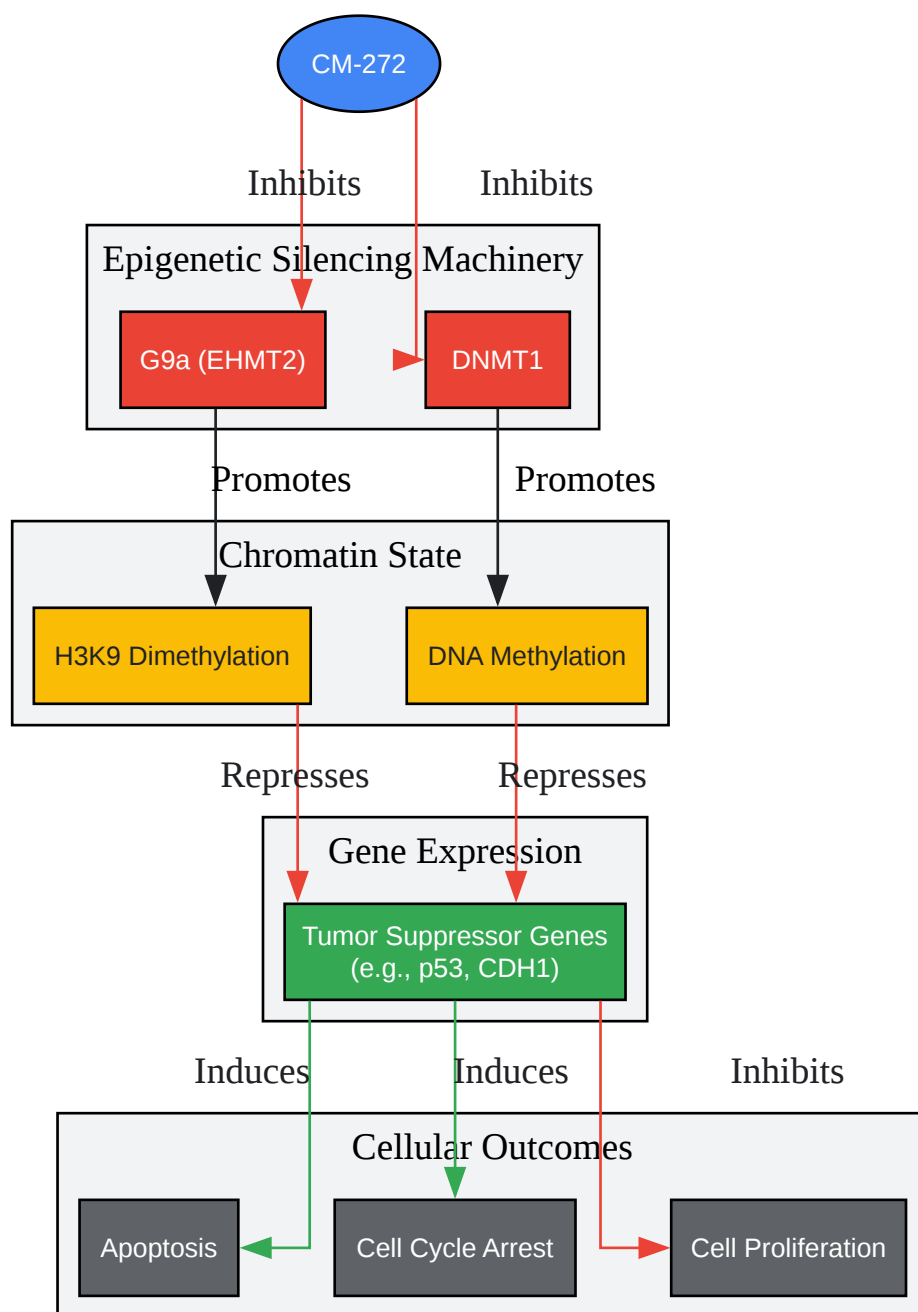 CM-272
Inhibits
Inhibits
Epigenetic Silencing Machinery
G9a (EHMT2)
DNMT1
Promotes
Promotes
Chromatin State
H3K9 Dimethylation
DNA Methylation
Represses
Represses
Gene Expression
Tumor Suppressor Genes
(e.g., p53, CDH1)
Induces
Induces
Inhibits
Cellular Outcomes
Apoptosis
Cell Cycle Arrest
Cell Proliferation